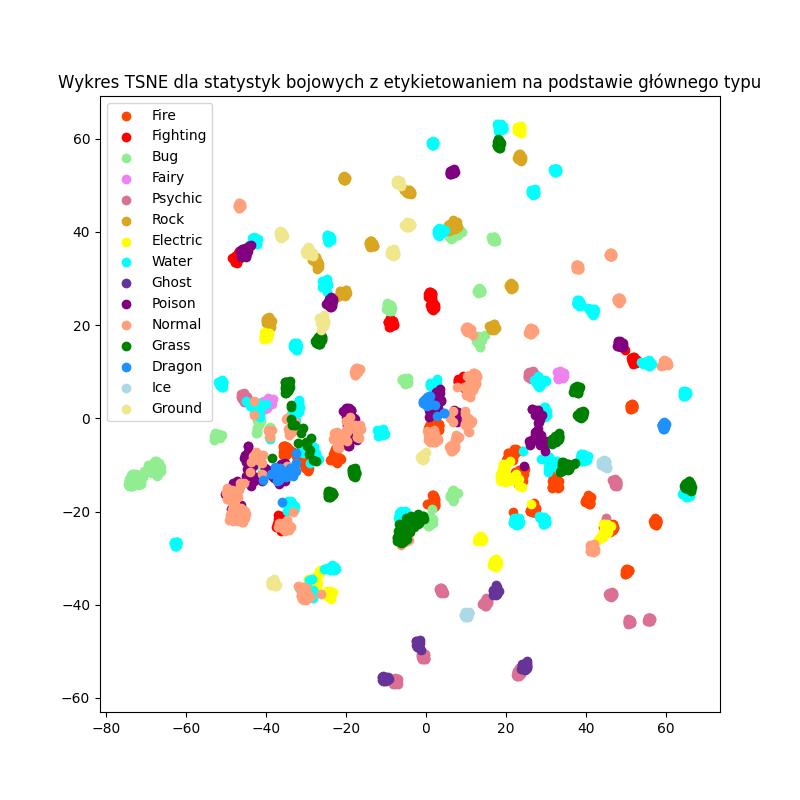 Wykres TSNE dla statystyk bojowych z etykietowaniem na podstawie głównego typu
Fire
Fighting
Bug
Fairy
Psychic
Rock
Electric
Water
Ghost
Poison
Normal
Grass
Dragon
Ice
Ground
60
40
20
0
−20
−40
−60
−80
−60
−40
−20
0
20
40
60